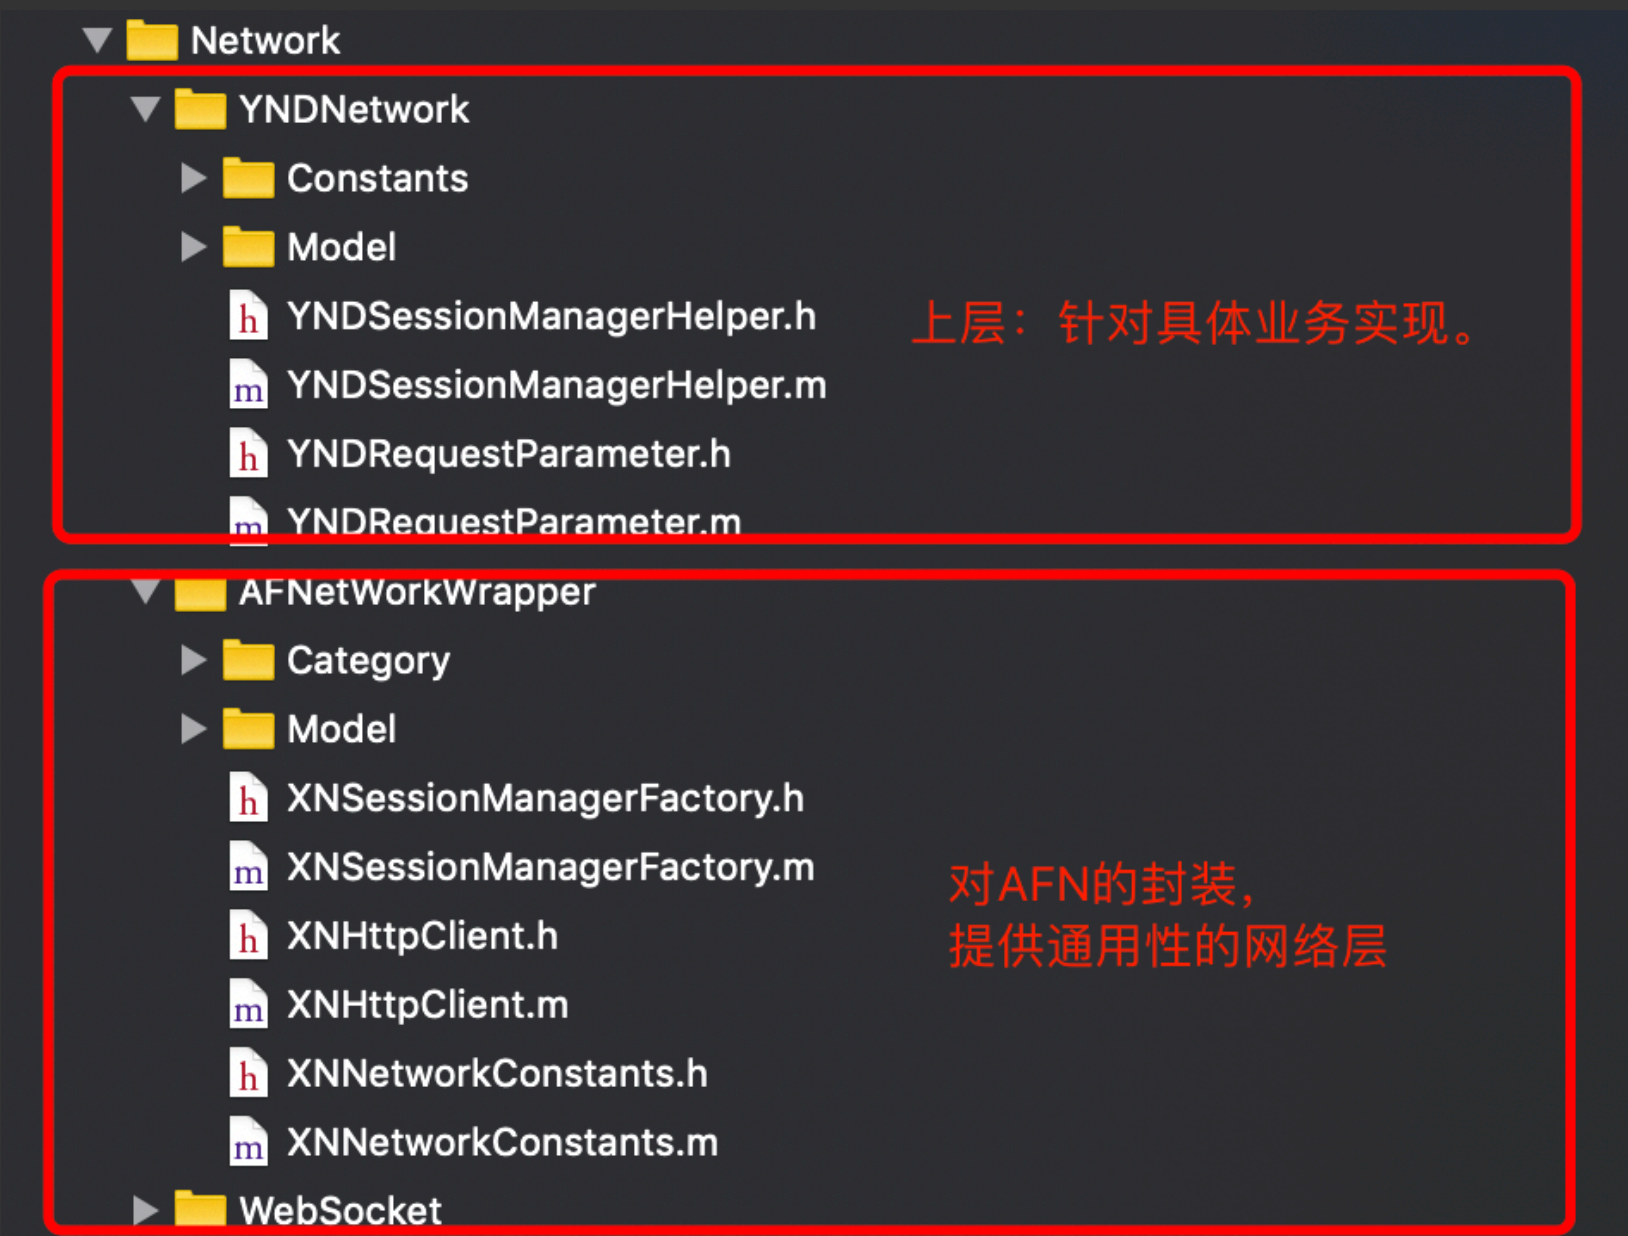 Network
YNDNetwork
Constants
Model
h YNDSessionManagerHelper.h
上层：针对具体业务实现。
m YNDSessionManagerHelper.m
h YNDRequestParameter.h
m YNDRequestParameter.m
AFNetWorkWrapper
Category
Model
h XNSessionManagerFactory.h
m XNSessionManagerFactory.m
对AFN的封装，
提供通用性的网络层
h XNHttpClient.h
m XNHttpClient.m
h XNNetworkConstants.h
m XNNetworkConstants.m
WebSocket